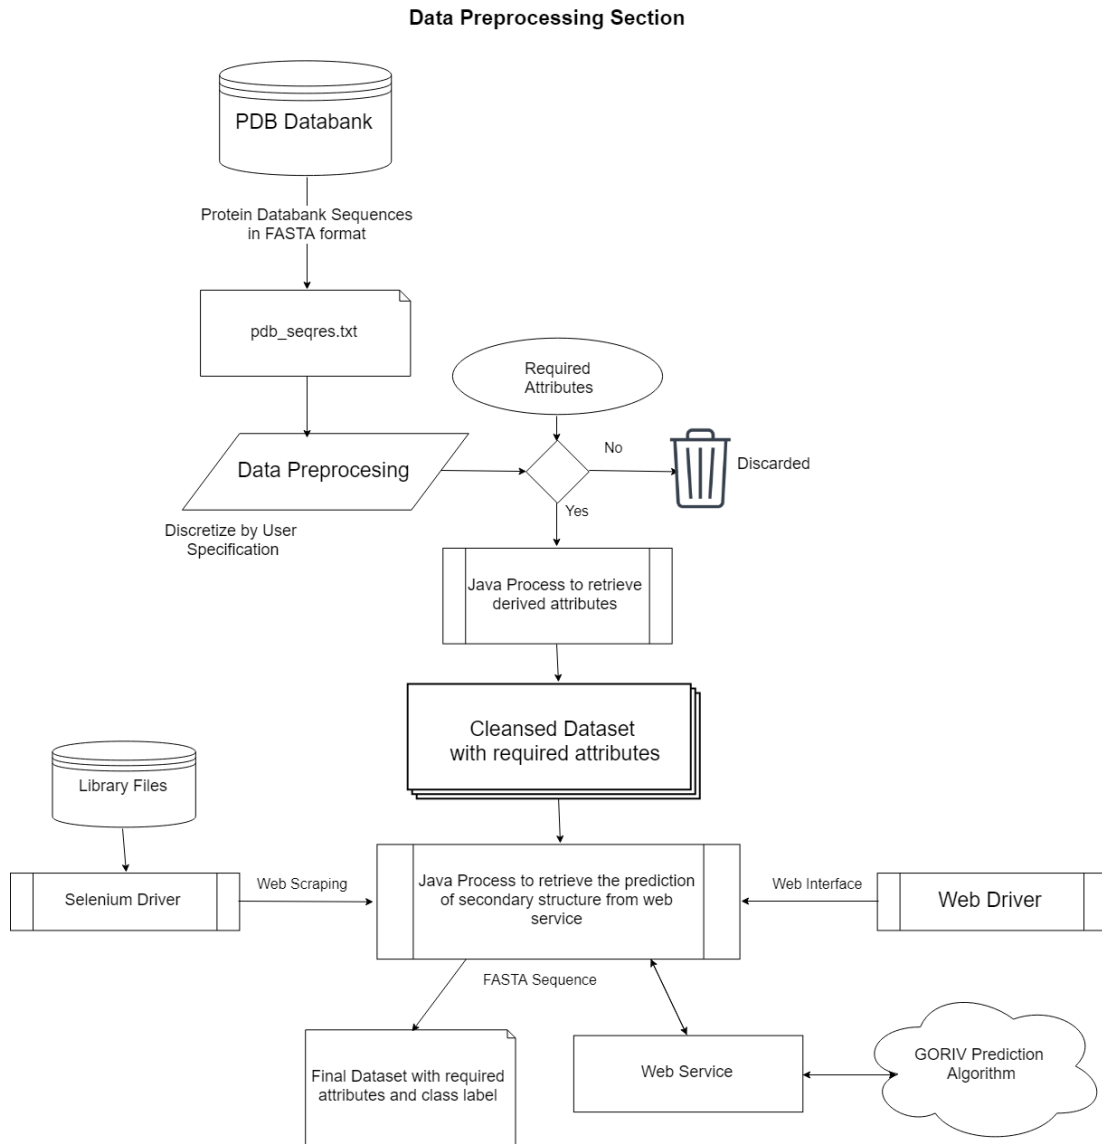 Data Preprocessing Section
PDB Databank
Protein Databank Sequences
in FASTA format
pdb_seqres.txt
Required
Attributes
No
Discarded
Data Preprocesing
Yes
Discretize by User
Specification
Java Process to retrieve
derived attributes
Cleansed Dataset
with required attributes
Library Files
Selenium Driver
Web Scraping
Java Process to retrieve the prediction
of secondary structure from web
service
Web Interface
Web Driver
FASTA Sequence
Final Dataset with required
attributes and class label
Web Service
GORIV Prediction
Algorithm